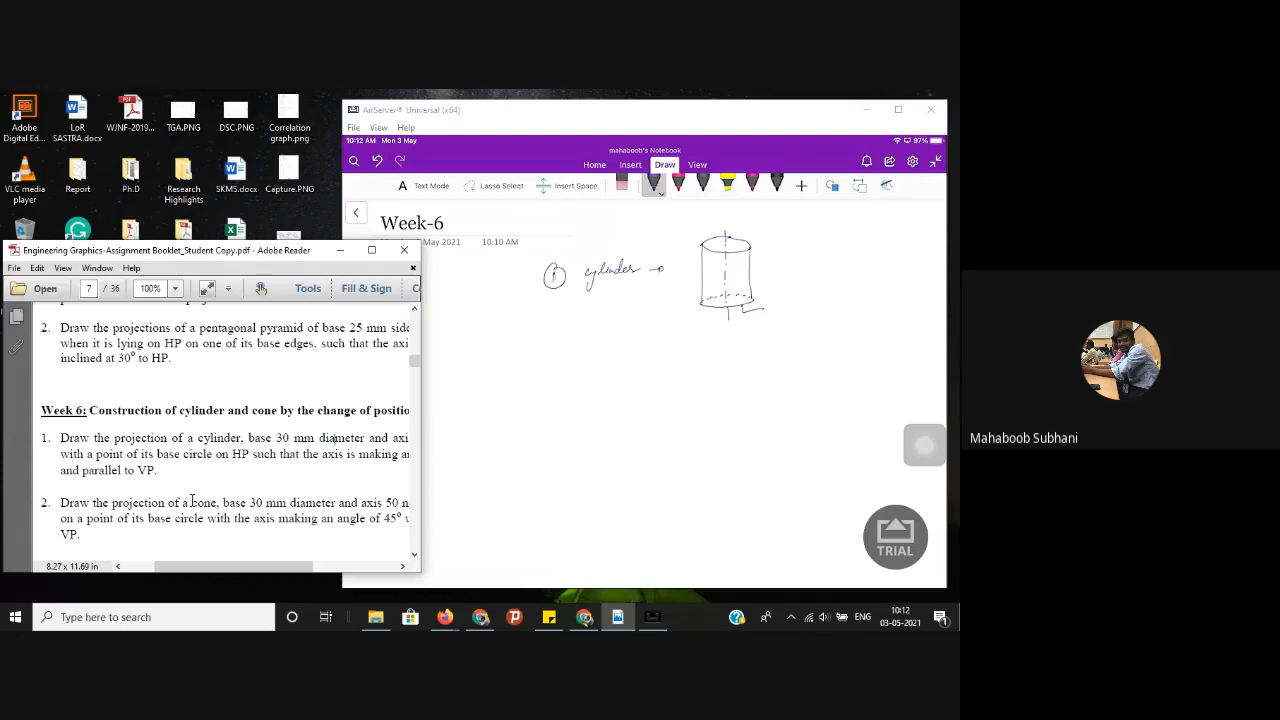 Adobe
Digital Ed...
LoR
SASTRA.docx
WJNF-2019...
TGA.PNG
DSC.PNG
Correlation
graph.png
VLC media
player
Report
Ph.D
Research
Highlights
SKMS.docx
Capture.PNG
Engineering Graphics-Assignment Booklet_Student Copy.pdf - Adobe Reader
File Edit View Window Help
Open 7 / 36 100% Tools Fill & Sign
2. Draw the projections of a pentagonal pyramid of base 25 mm side
when it is lying on HP on one of its base edges, such that the axi
inclined at 30° to HP.
Week 6: Construction of cylinder and cone by the change of positio
1. Draw the projection of a cylinder, base 30 mm diameter and axi
with a point of its base circle on HP such that the axis is making a
and parallel to VP.
2. Draw the projection of a cone, base 30 mm diameter and axis 50
on a point of its base circle with the axis making an angle of 45°
VP.
8.27 x 11.69 in
AirServer® Universal (x64)
File View Help
10:12 AM Mon 3 May 97%
mahaboob's Notebook
Home Insert Draw View
Text Mode Lasso Select Insert Space
Week-6
May 2021 10:10 AM
① cylinder →
TRIAL
Mahaboob Subhani
Type here to search
ENG
10:12
03-05-2021
1